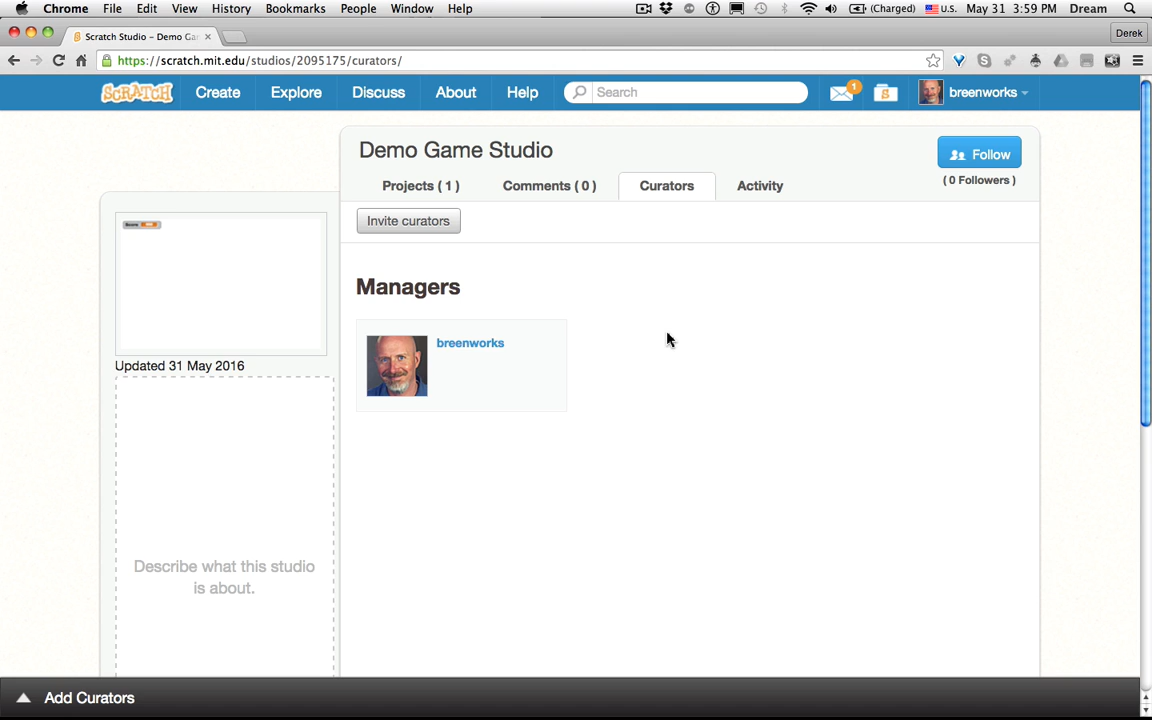 Chrome File Edit View History Bookmarks People Window Help (Charged) U.S. May 31 3:59 PM Dream
Scratch Studio – Demo Ga Derek
https://scratch.mit.edu/studios/2095175/curators/
SCRATCH Create Explore Discuss About Help Search 1 breenworks
Demo Game Studio
Follow
Projects ( 1 ) Comments ( 0 ) Curators Activity
( 0 Followers )
Invite curators
Score
Managers
breenworks
Updated 31 May 2016
Describe what this studio
is about.
Add Curators